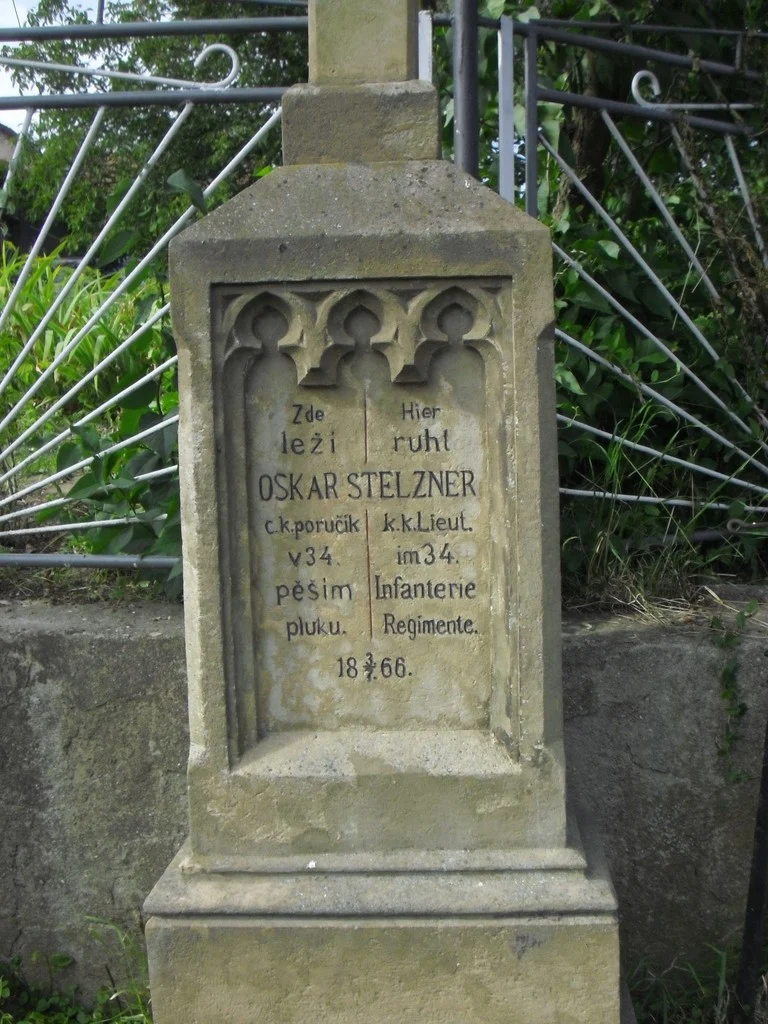 Zde
leži
Hier
ruht
OSKAR STELZNER
c.k.poručik
v 34.
pěšim
pluku.
k.k.Lieut.
im 34.
Infanterie
Regimente.
18 3/7. 66.